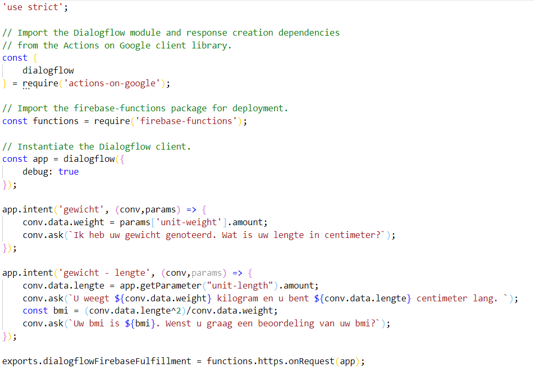 'use strict';
// Import the Dialogflow module and response creation dependencies
// from the Actions on Google client library.
const {
dialogflow
} = require('actions-on-google');
// Import the firebase-functions package for deployment.
const functions = require('firebase-functions');
// Instantiate the Dialogflow client.
const app = dialogflow({
debug: true
});
app.intent('gewicht', (conv,params) => {
conv.data.weight = params['unit-weight'].amount;
conv.ask(`Ik heb uw gewicht genoteerd. Wat is uw lengte in centimeter?`);
});
app.intent('gewicht - lengte', (conv,params) => {
conv.data.lengte = app.getParameter("unit-length").amount;
conv.ask(`U weegt ${conv.data.weight} kilogram en u bent ${conv.data.lengte} centimeter lang. `);
const bmi = (conv.data.lengte^2)/conv.data.weight;
conv.ask(`Uw bmi is ${bmi}. Wenst u graag een beoordeling van uw bmi?`);
});
exports.dialogflowFirebaseFulfillment = functions.https.onRequest(app);